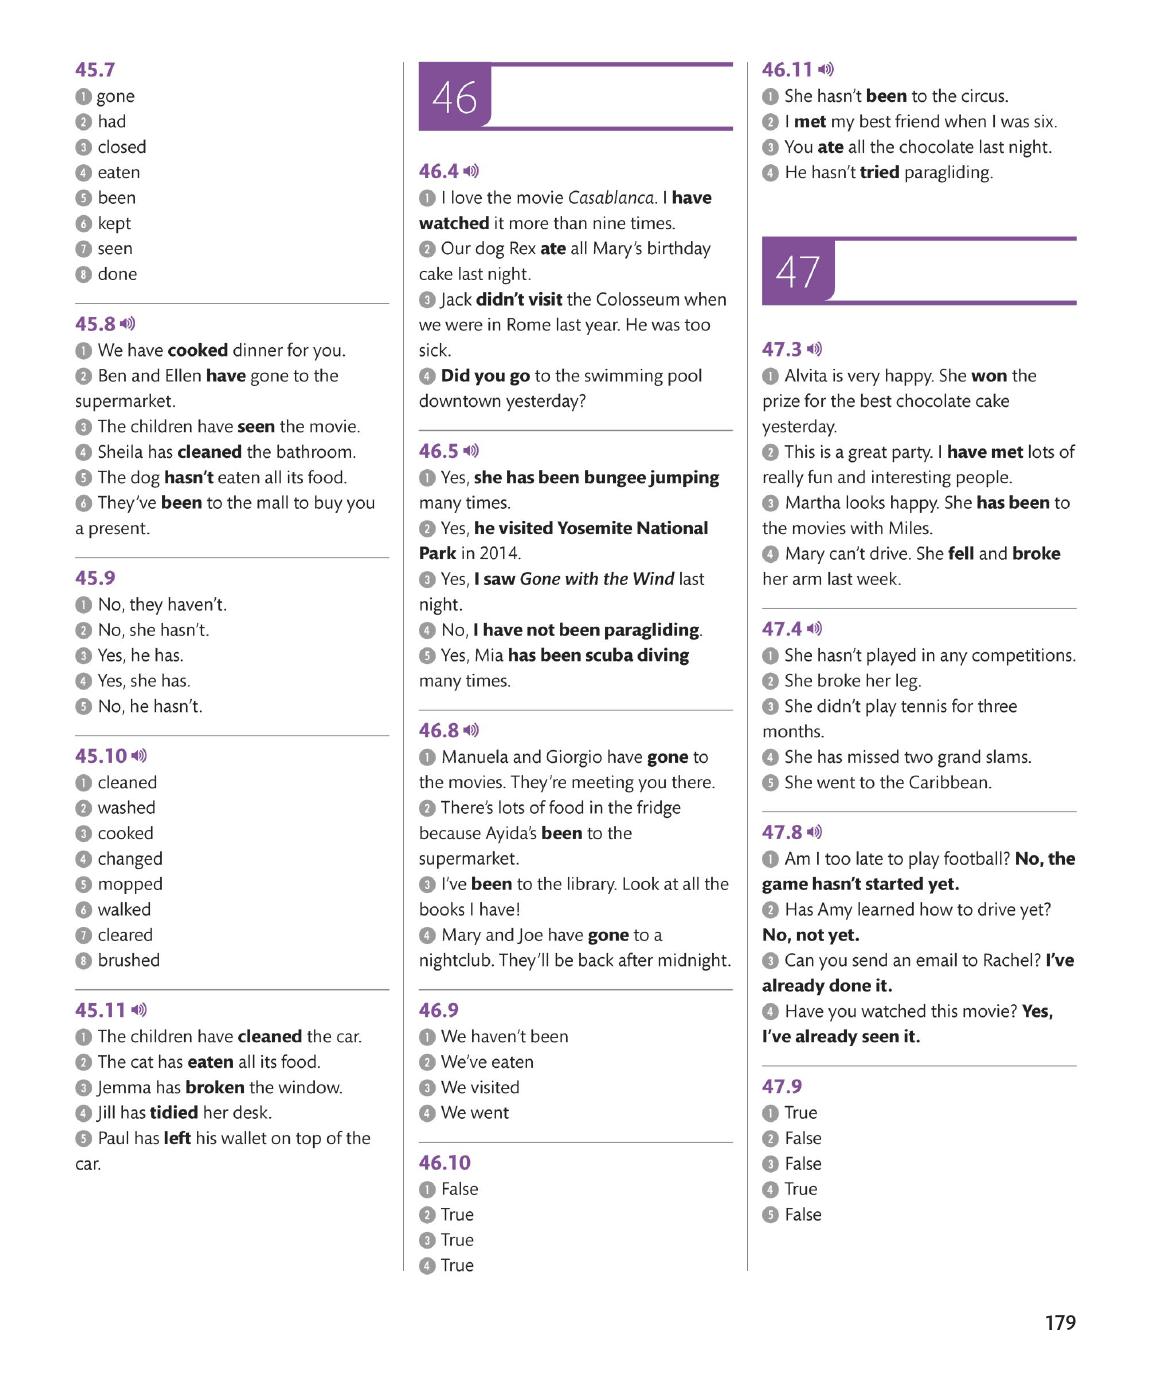 45.7
1 gone
2 had
3 closed
4 eaten
5 been
6 kept
7 seen
8 done
45.8
1 We have cooked dinner for you.
2 Ben and Ellen have gone to the
supermarket.
3 The children have seen the movie.
4 Sheila has cleaned the bathroom.
5 The dog hasn't eaten all its food.
6 They've been to the mall to buy you
a present.
45.9
1 No, they haven't.
2 No, she hasn't.
3 Yes, he has.
4 Yes, she has.
5 No, he hasn't.
45.10
1 cleaned
2 washed
3 cooked
4 changed
5 mopped
6 walked
7 cleared
8 brushed
45.11
1 The children have cleaned the car.
2 The cat has eaten all its food.
3 Jemma has broken the window.
4 Jill has tidied her desk.
5 Paul has left his wallet on top of the
car.
46
46.4
1 I love the movie Casablanca. I have
watched it more than nine times.
2 Our dog Rex ate all Mary's birthday
cake last night.
3 Jack didn't visit the Colosseum when
we were in Rome last year. He was too
sick.
4 Did you go to the swimming pool
downtown yesterday?
46.5
1 Yes, she has been bungee jumping
many times.
2 Yes, he visited Yosemite National
Park in 2014.
3 Yes, I saw Gone with the Wind last
night.
4 No, I have not been paragliding.
5 Yes, Mia has been scuba diving
many times.
46.8
1 Manuela and Giorgio have gone to
the movies. They're meeting you there.
2 There's lots of food in the fridge
because Ayida's been to the
supermarket.
3 I've been to the library. Look at all the
books I have!
4 Mary and Joe have gone to a
nightclub. They'll be back after midnight.
46.9
1 We haven't been
2 We've eaten
3 We visited
4 We went
46.10
1 False
2 True
3 True
4 True
46.11
1 She hasn't been to the circus.
2 I met my best friend when I was six.
3 You ate all the chocolate last night.
4 He hasn't tried paragliding.
47
47.3
1 Alvita is very happy. She won the
prize for the best chocolate cake
yesterday.
2 This is a great party. I have met lots of
really fun and interesting people.
3 Martha looks happy. She has been to
the movies with Miles.
4 Mary can't drive. She fell and broke
her arm last week.
47.4
1 She hasn't played in any competitions.
2 She broke her leg.
3 She didn't play tennis for three
months.
4 She has missed two grand slams.
5 She went to the Caribbean.
47.8
1 Am I too late to play football? No, the
game hasn't started yet.
2 Has Amy learned how to drive yet?
No, not yet.
3 Can you send an email to Rachel? I've
already done it.
4 Have you watched this movie? Yes,
I've already seen it.
47.9
1 True
2 False
3 False
4 True
5 False
179